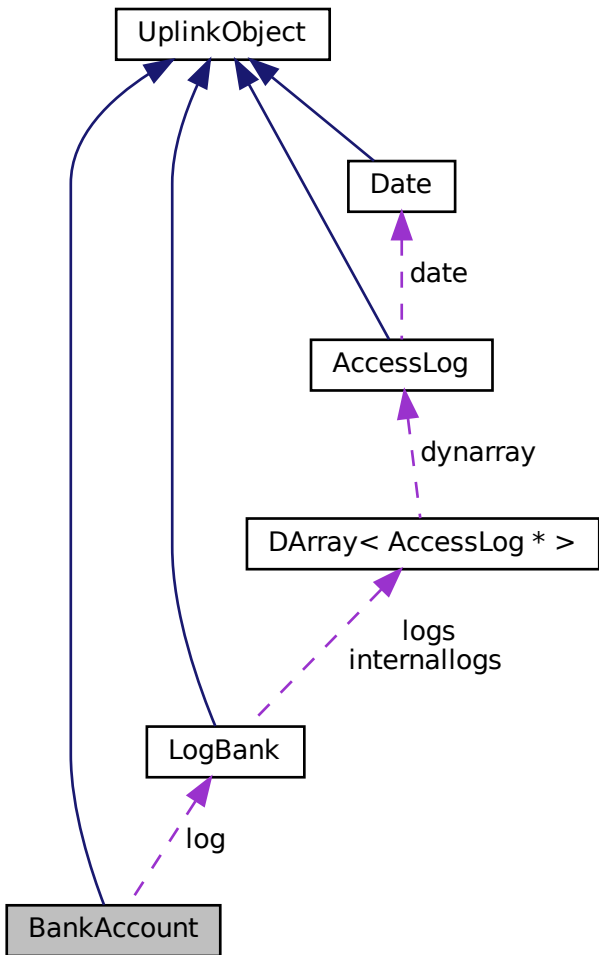 UplinkObject
Date
date
AccessLog
dynarray
DArray< AccessLog * >
logs
internallogs
LogBank
log
BankAccount